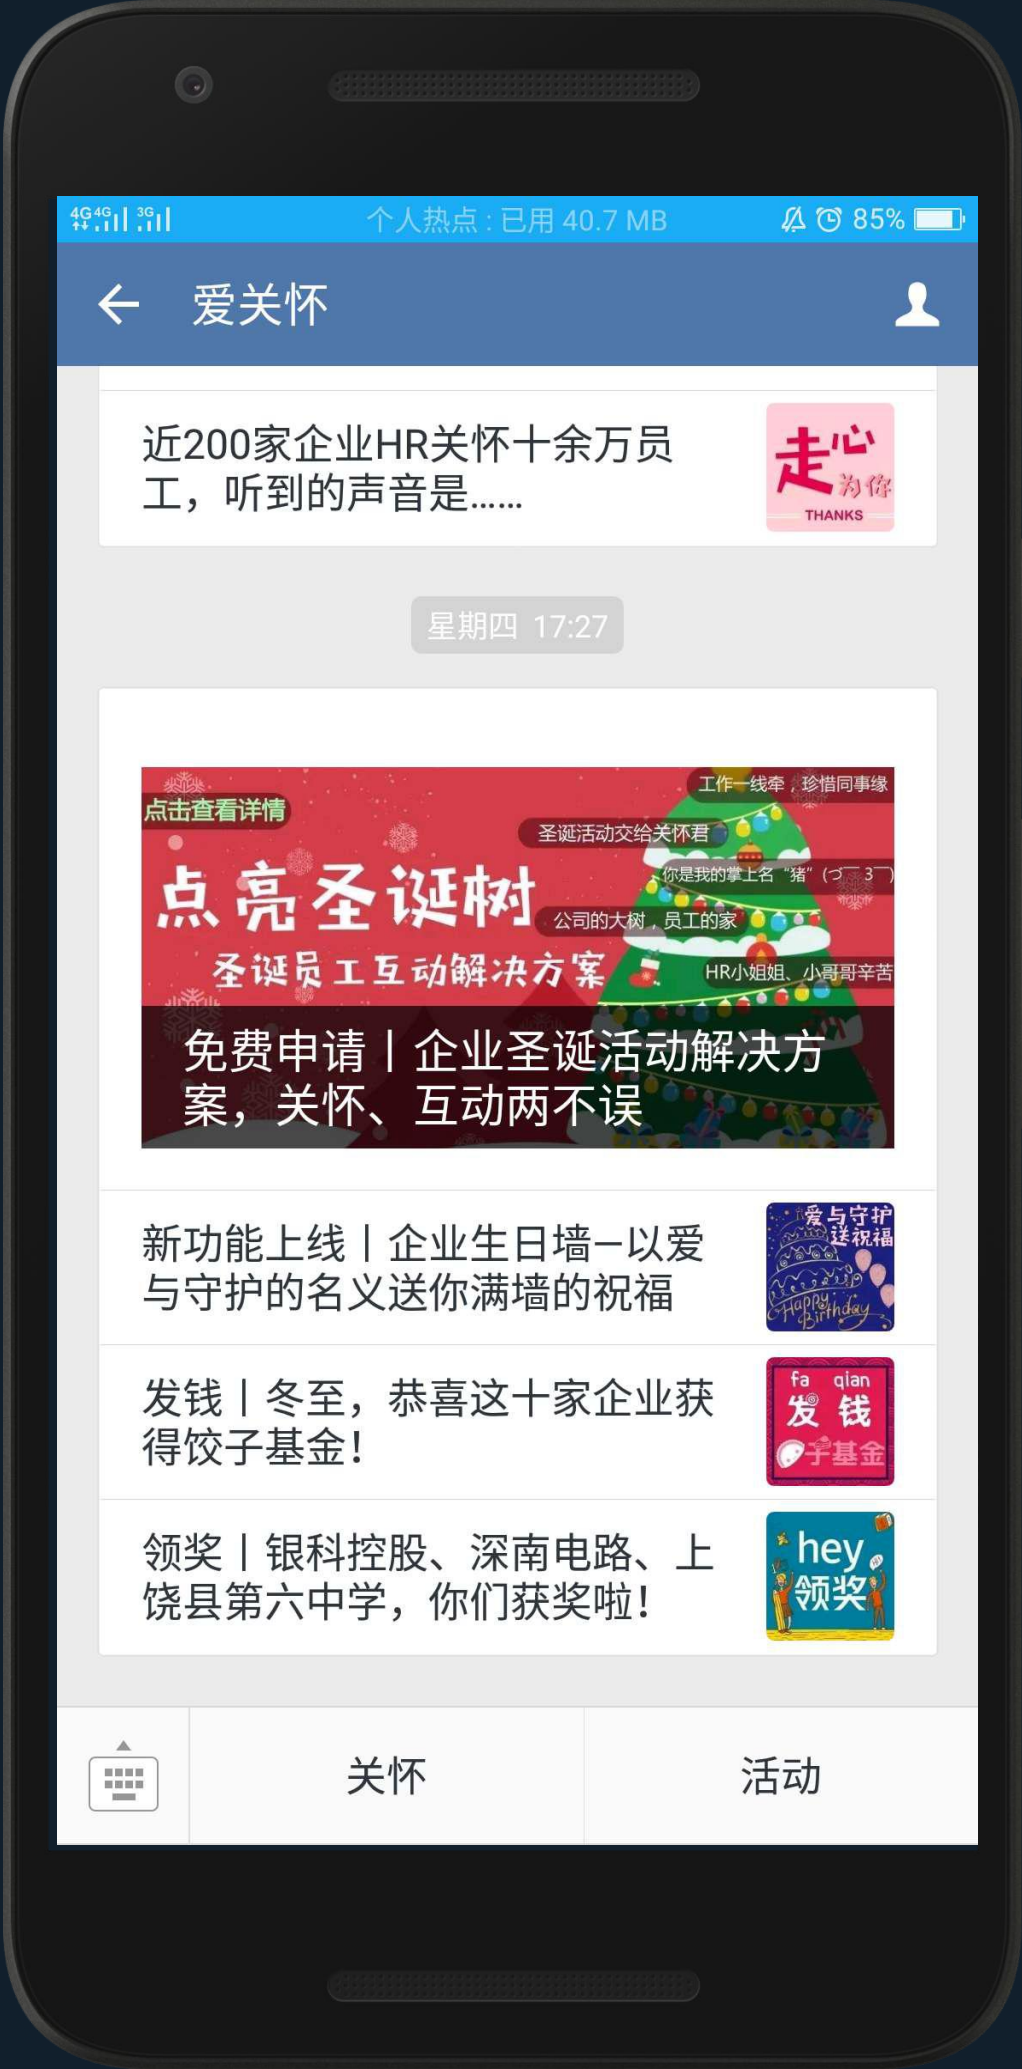 4G 4G 3G 个人热点 : 已用 40.7 MB 85%
爱关怀
近200家企业HR关怀十余万员
工，听到的声音是……
走心
为你
THANKS
星期四 17:27
工作一线牵，珍惜同事缘
点击查看详情
圣诞活动交给关怀君
你是我的掌上名“猪”(づ￣ 3￣)
点亮圣诞树
公司的大树，员工的家
圣诞员工互动解决方案
HR小姐姐、小哥哥辛苦
免费申请丨企业圣诞活动解决方
案，关怀、互动两不误
新功能上线丨企业生日墙–以爱
与守护的名义送你满墙的祝福
爱与守护
送祝福
Happy
Birthday
发钱丨冬至，恭喜这十家企业获
得饺子基金！
fa qian
发 钱
子基金
领奖丨银科控股、深南电路、上
饶县第六中学，你们获奖啦！
hey
领奖
关怀
活动